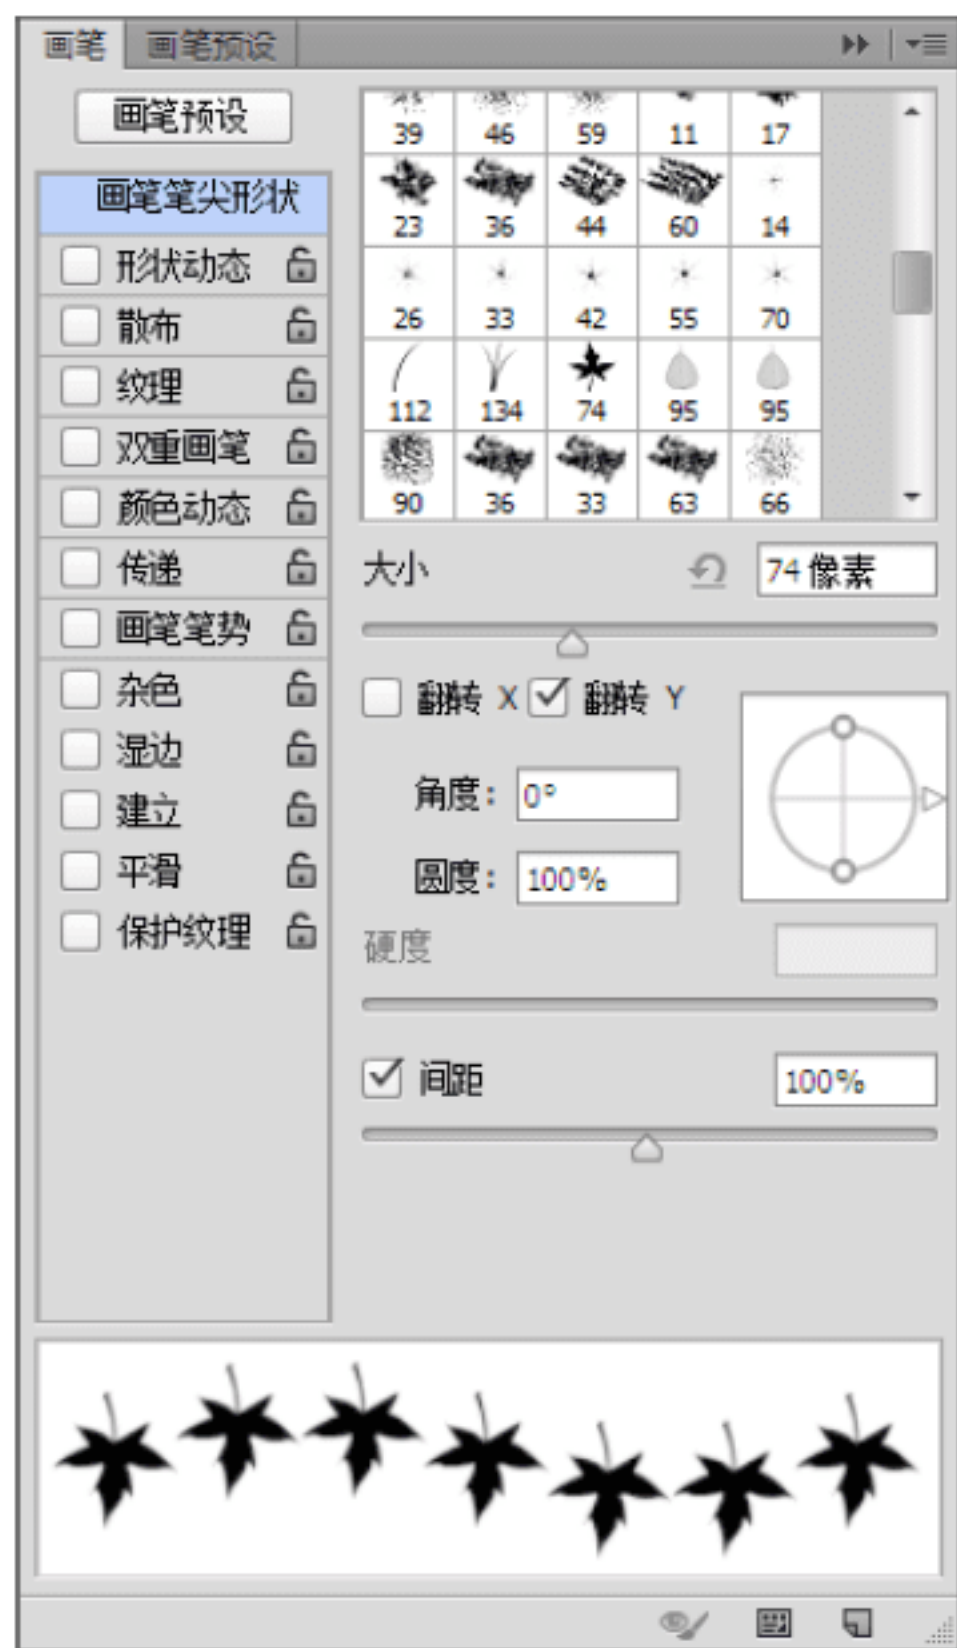 画笔 画笔预设
画笔预设
39 46 59 11 17
画笔笔尖形状
23 36 44 60 14
形状动态
26 33 42 55 70
散布
纹理
112 134 74 95 95
双重画笔
颜色动态
90 36 33 63 66
传递
大小 74 像素
画笔笔势
杂色
翻转 X 翻转 Y
湿边
建立
角度: 0°
平滑
圆度: 100%
保护纹理
硬度
间距 100%